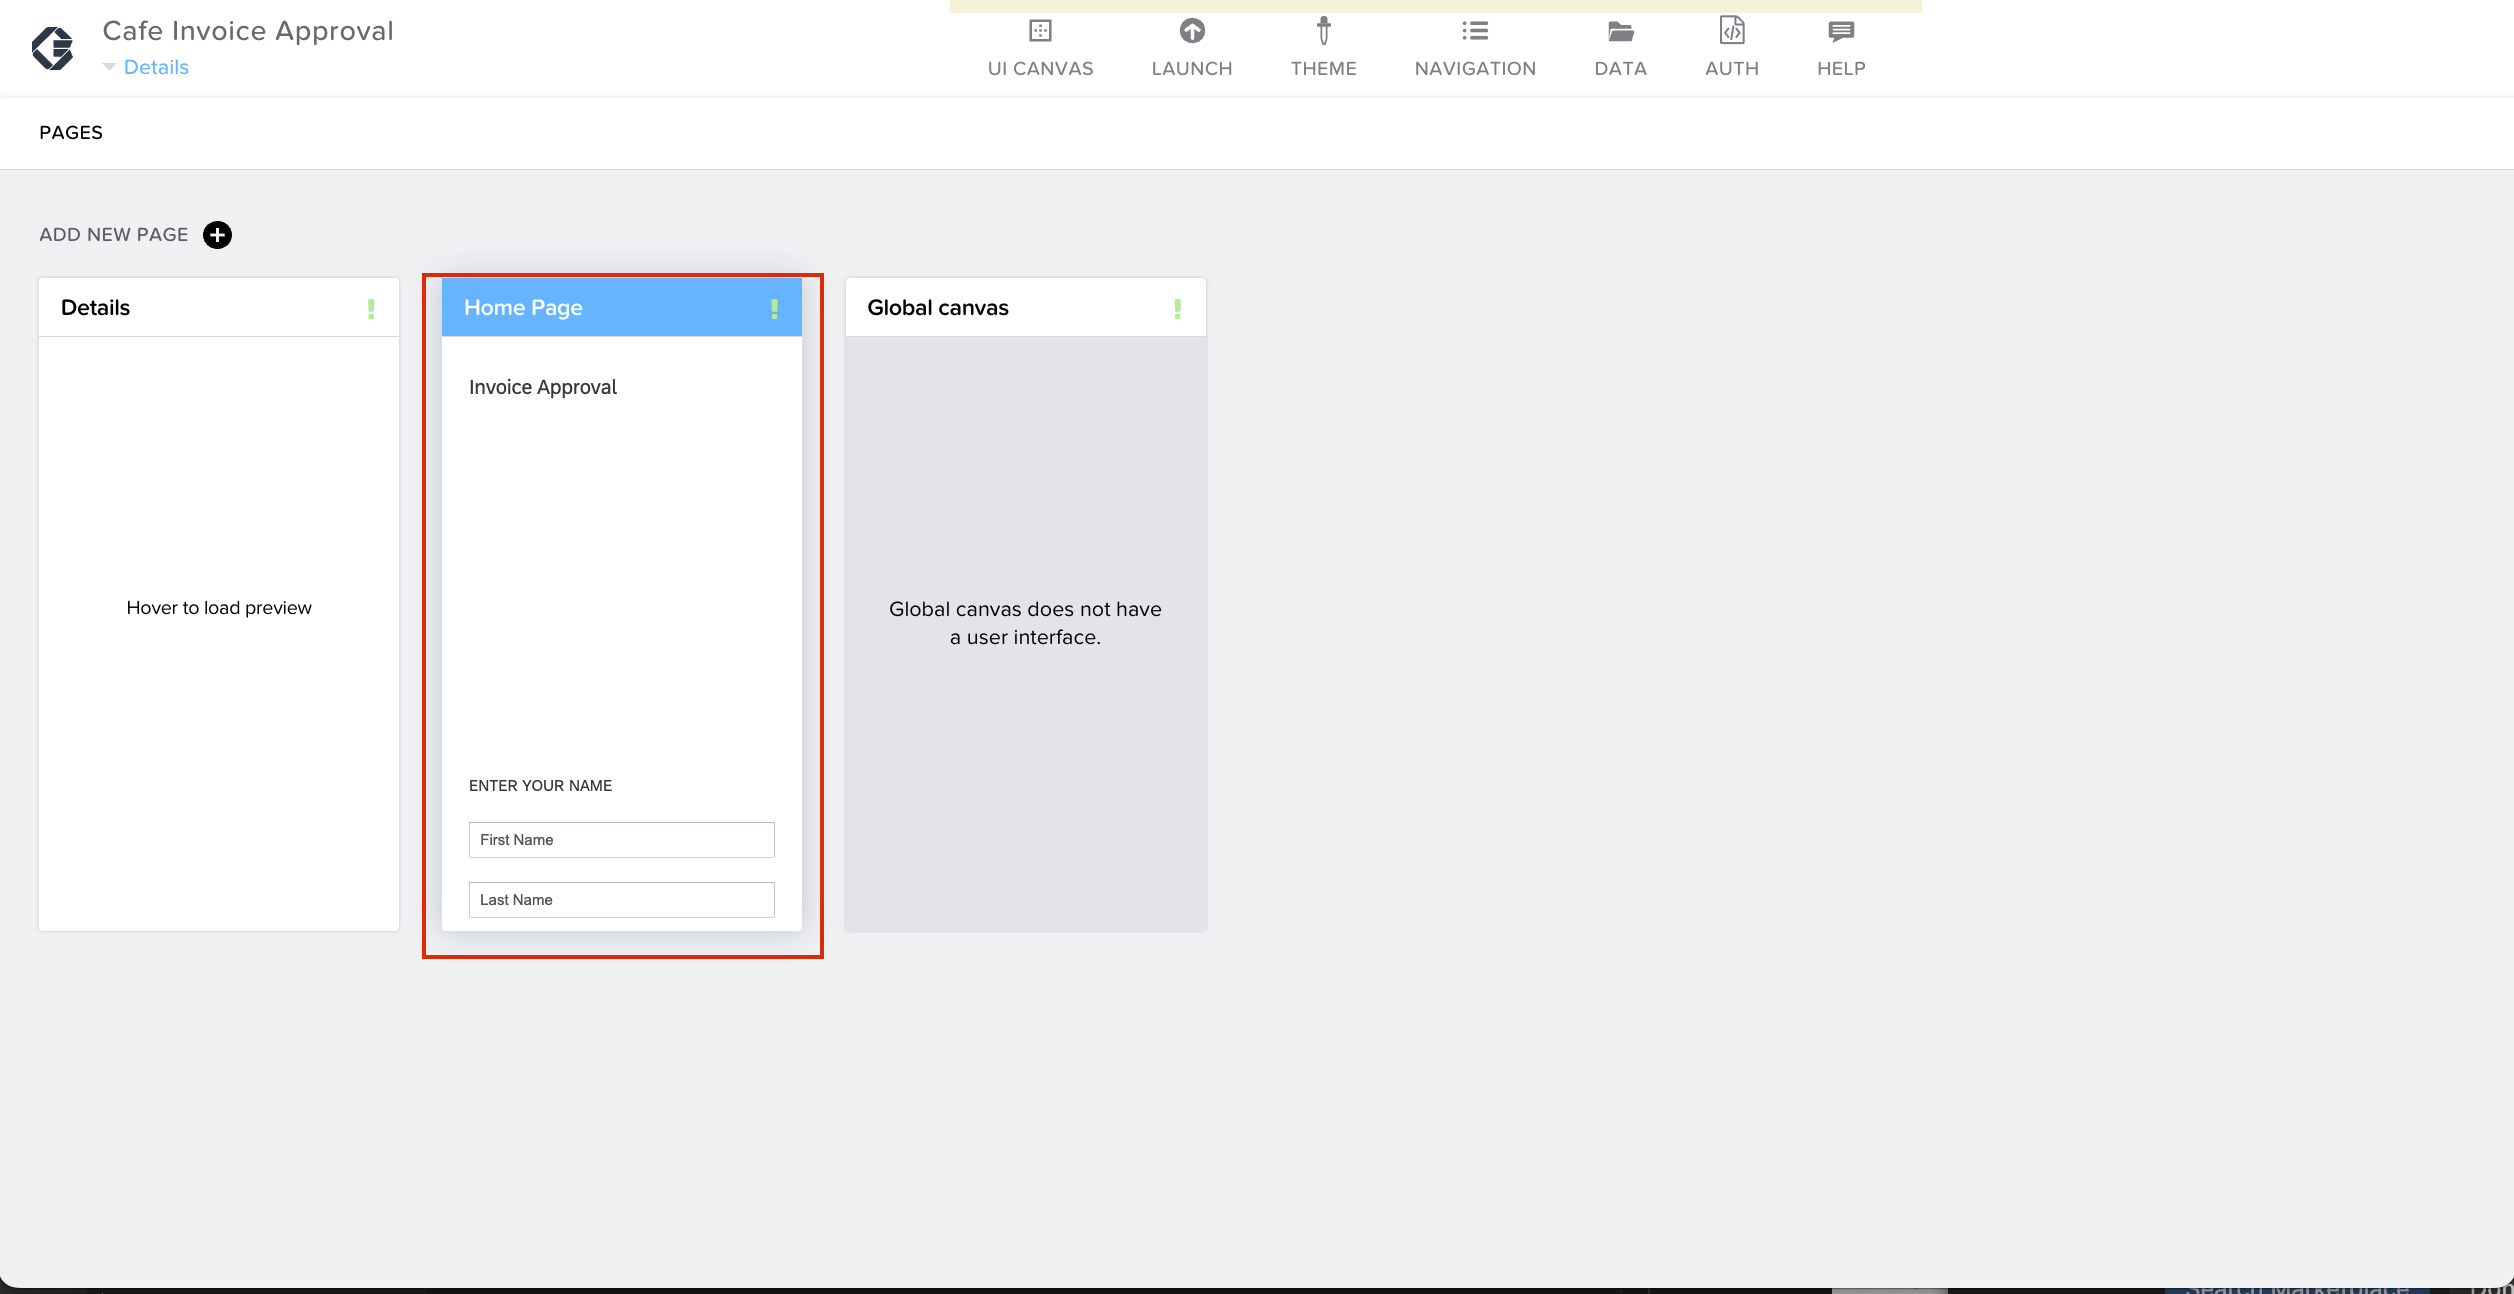 Cafe Invoice Approval
Details
UI CANVAS
LAUNCH
THEME
NAVIGATION
DATA
AUTH
HELP
PAGES
ADD NEW PAGE
Details
Hover to load preview
Home Page
Invoice Approval
ENTER YOUR NAME
First Name
Last Name
Global canvas
Global canvas does not have
a user interface.
Search Marketplace